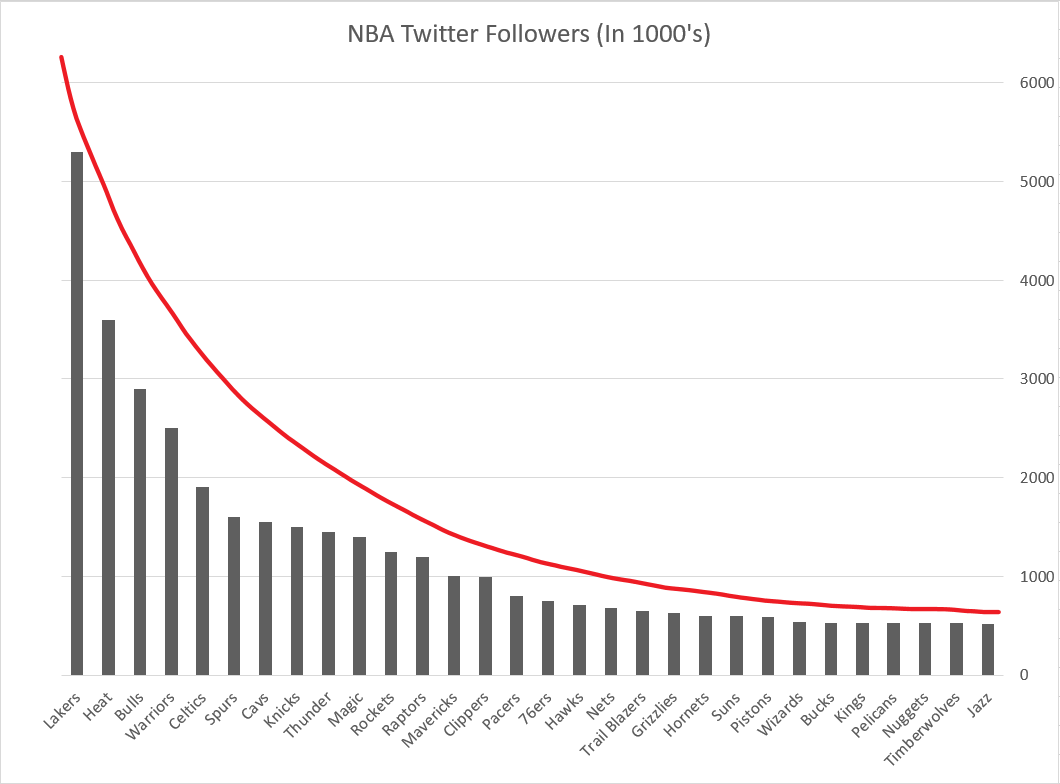 NBA Twitter Followers (In 1000's)
6000
5000
4000
3000
2000
1000
0
Lakers
Heat
Bulls
Warriors
Celtics
Spurs
Cavs
Knicks
Thunder
Magic
Rockets
Raptors
Mavericks
Clippers
Pacers
76ers
Hawks
Nets
Trail Blazers
Grizzlies
Hornets
Suns
Pistons
Wizards
Bucks
Kings
Pelicans
Nuggets
Timberwolves
Jazz